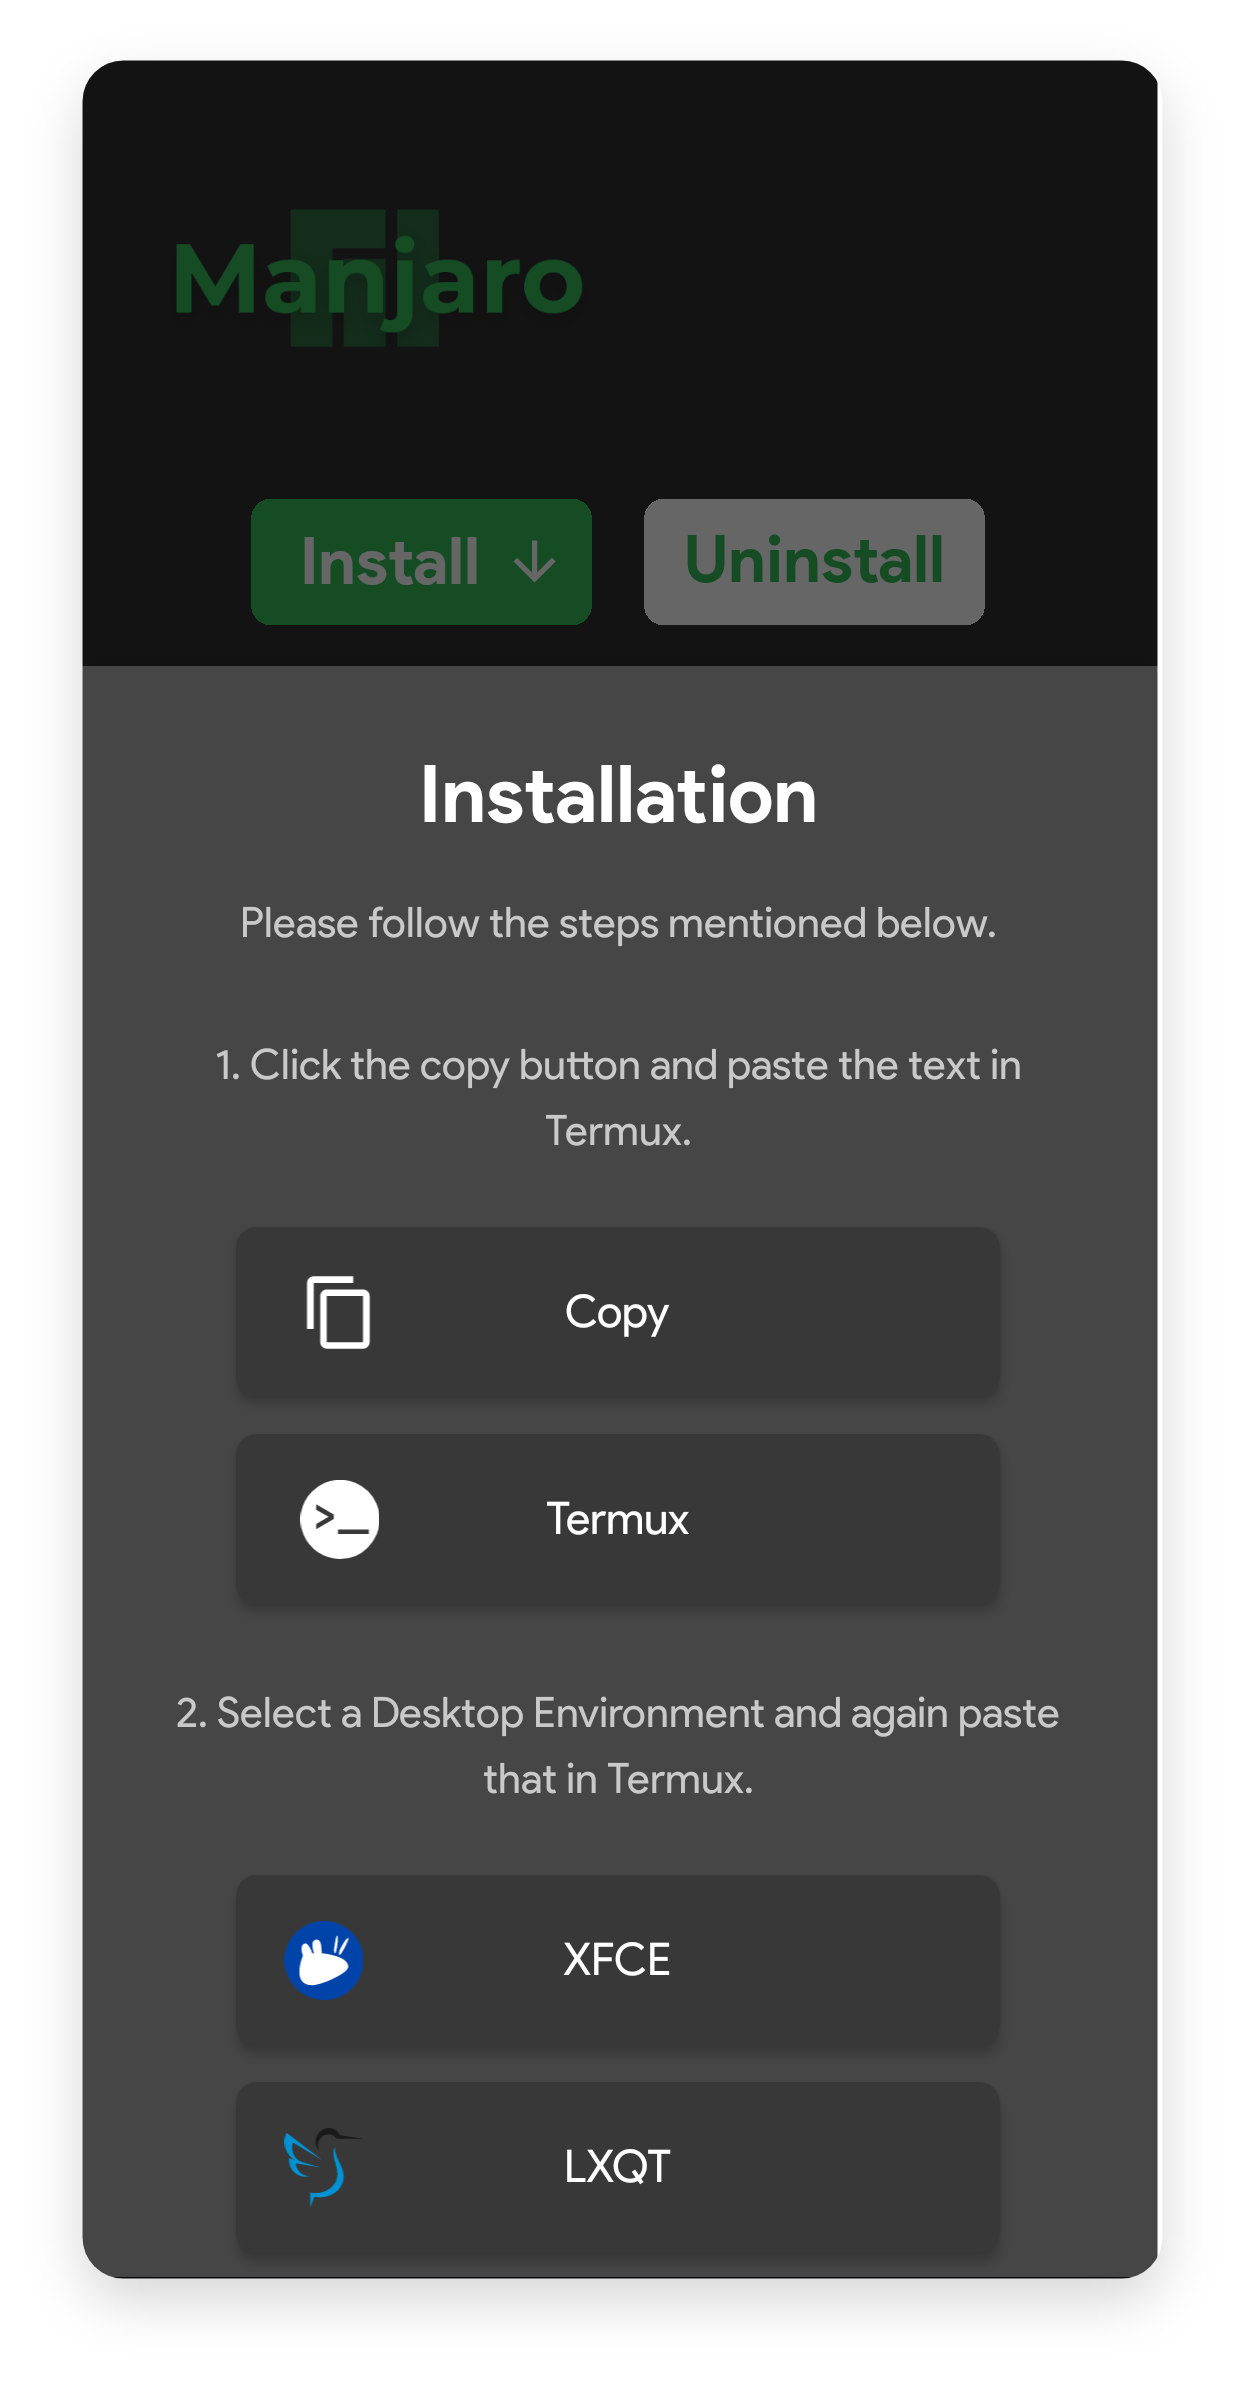 Manjaro
Install
Uninstall
Installation
Please follow the steps mentioned below.
1. Click the copy button and paste the text in
Termux.
Copy
>_
Termux
2. Select a Desktop Environment and again paste
that in Termux.
XFCE
LXQT